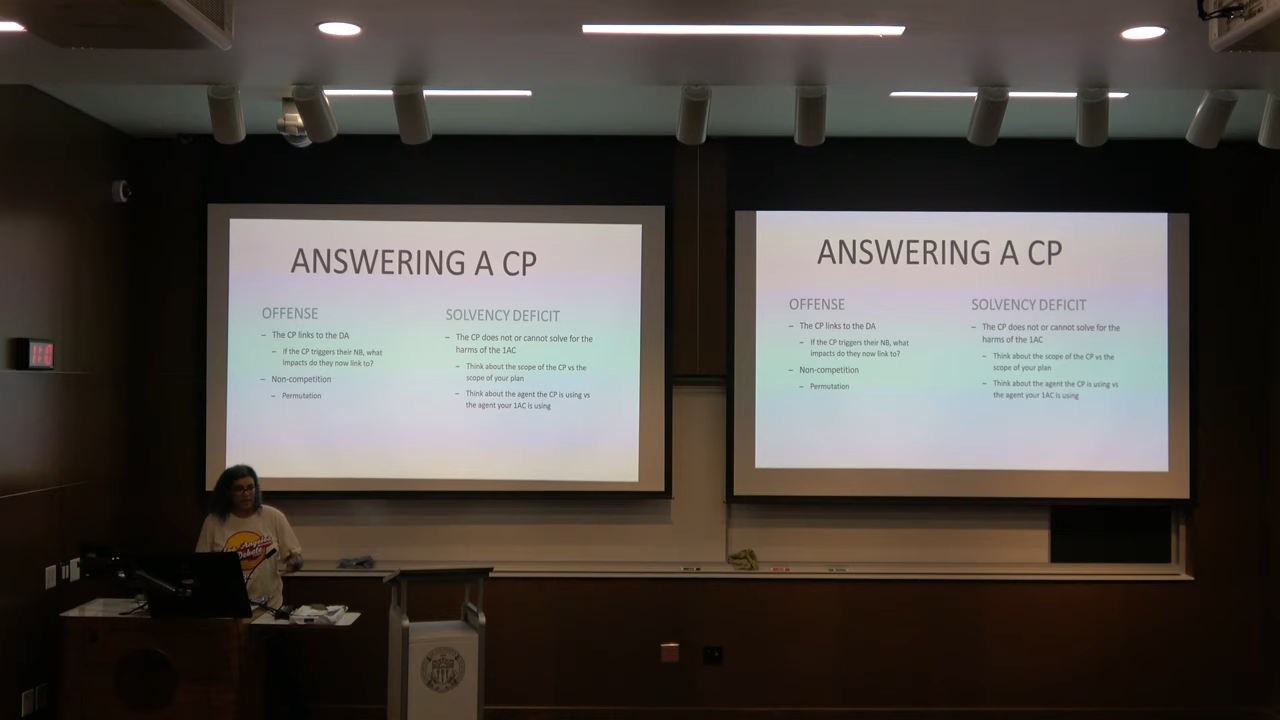 ANSWERING A CP
OFFENSE
– The CP links to the DA
– If the CP triggers their NB, what
impacts do they now link to?
– Non-competition
– Permutation
SOLVENCY DEFICIT
– The CP does not or cannot solve for the
harms of the 1AC
– Think about the scope of the CP vs the
scope of your plan
– Think about the agent the CP is using vs
the agent your 1AC is using
ANSWERING A CP
OFFENSE
– The CP links to the DA
– If the CP triggers their NB, what
impacts do they now link to?
– Non-competition
– Permutation
SOLVENCY DEFICIT
– The CP does not or cannot solve for the
harms of the 1AC
– Think about the scope of the CP vs the
scope of your plan
– Think about the agent the CP is using vs
the agent your 1AC is using
Los Angeles
Debate